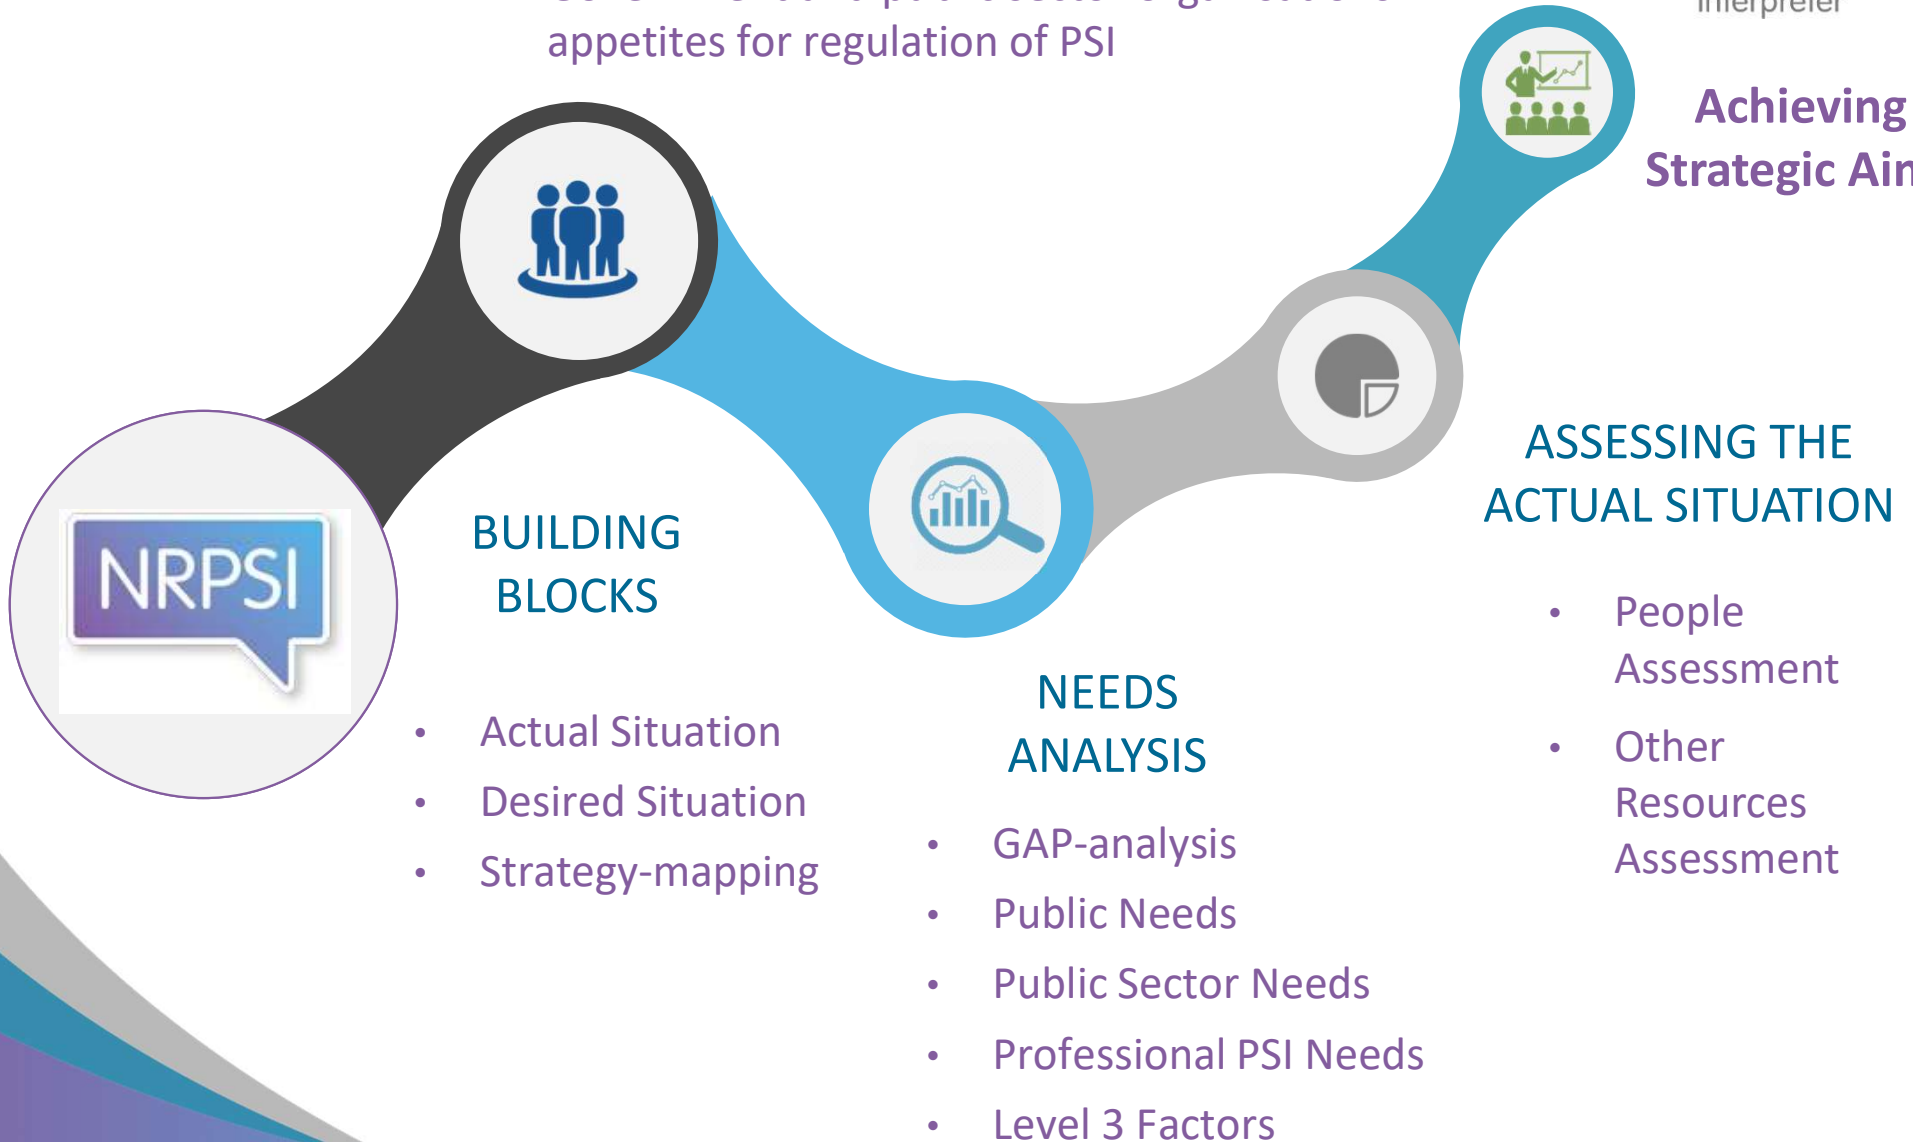 appetites for regulation of PSI
Interpreter
Achieving
Strategic
NRPSI
BUILDING
BLOCKS
• Actual Situation
• Desired Situation
• Strategy-mapping
NEEDS
ANALYSIS
• GAP-analysis
• Public Needs
• Public Sector Needs
• Professional PSI Needs
• Level 3 Factors
ASSESSING THE
ACTUAL SITUATION
• People
Assessment
• Other
Resources
Assessment